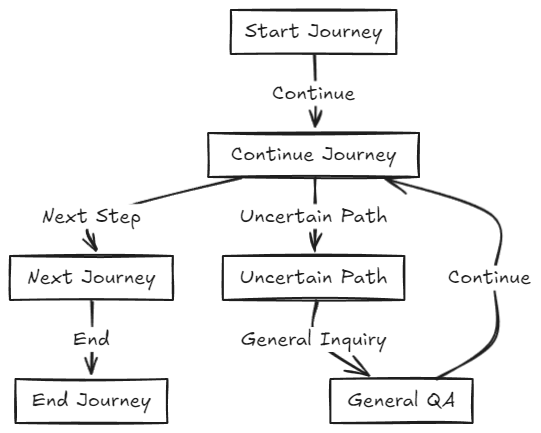 Start Journey
Continue
Continue Journey
Next Step
Uncertain Path
Next Journey
Uncertain Path
Continue
End
General Inquiry
End Journey
General QA